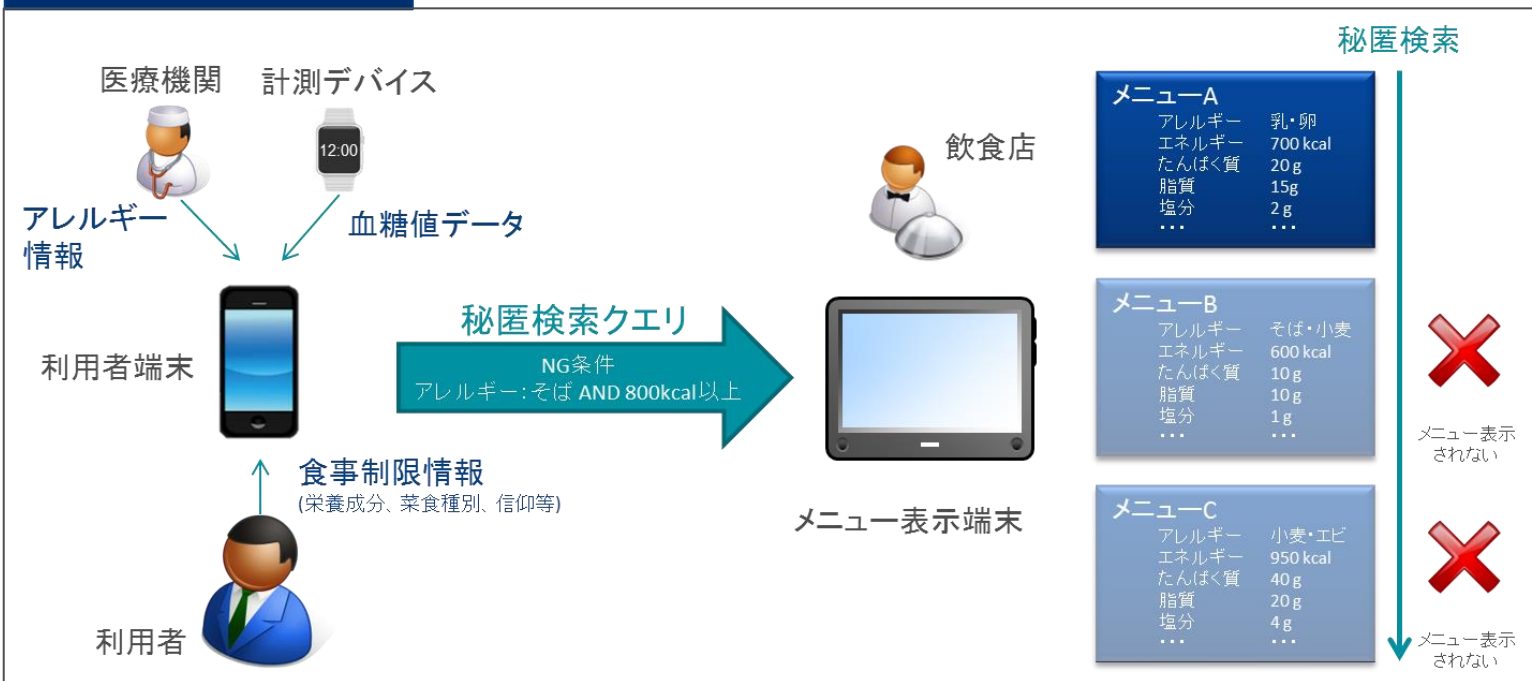 秘匿検索
医療機関
計測デバイス
12:00
アレルギー
情報
血糖値データ
利用者端末
秘匿検索クエリ
NG条件
アレルギー:そば AND 800kcal以上
食事制限情報
(栄養成分、菜食種別、信仰等)
利用者
飲食店
メニュー表示端末
メニューA
アレルギー 乳・卵
エネルギー 700 kcal
たんぱく質 20 g
脂質 15g
塩分 2 g
・・・ ・・・
メニューB
アレルギー そば・小麦
エネルギー 600 kcal
たんぱく質 10 g
脂質 10 g
塩分 1 g
・・・ ・・・
メニュー表示
されない
メニューC
アレルギー 小麦・エビ
エネルギー 950 kcal
たんぱく質 40 g
脂質 20 g
塩分 4 g
・・・ ・・・
メニュー表示
されない